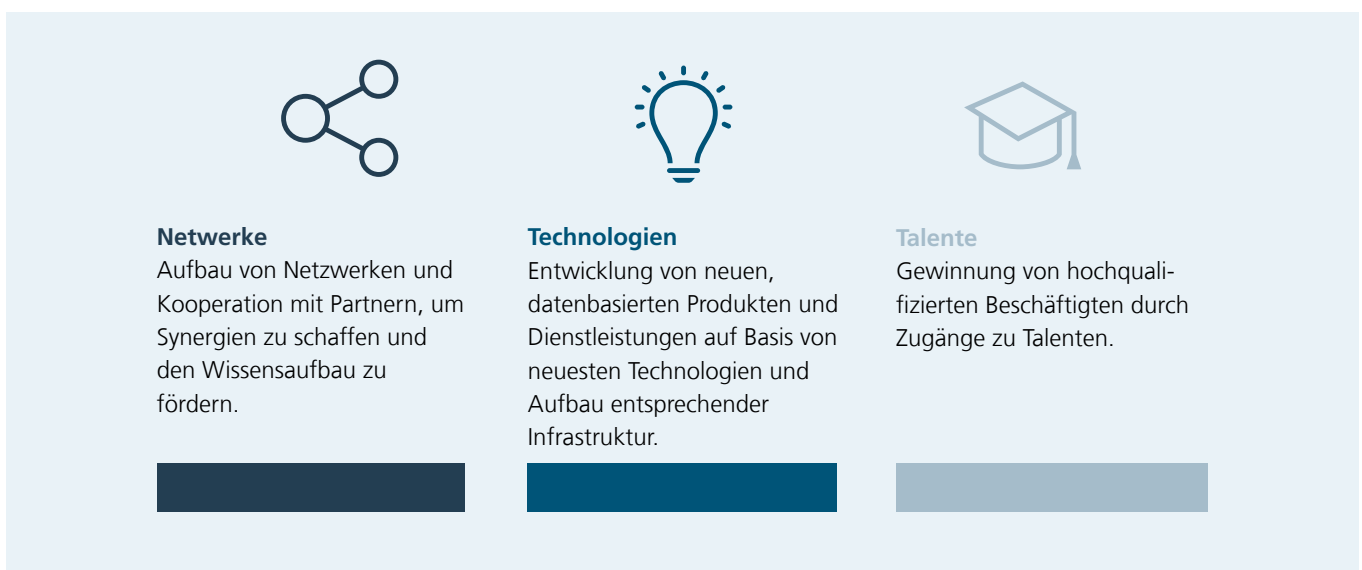 Netwerke
Aufbau von Netzwerken und
Kooperation mit Partnern, um
Synergien zu schaffen und
den Wissensaufbau zu
fördern.
Technologien
Entwicklung von neuen,
datenbasierten Produkten und
Dienstleistungen auf Basis von
neuesten Technologien und
Aufbau entsprechender
Infrastruktur.
Talente
Gewinnung von hochquali-
fizierten Beschäftigten durch
Zugänge zu Talenten.